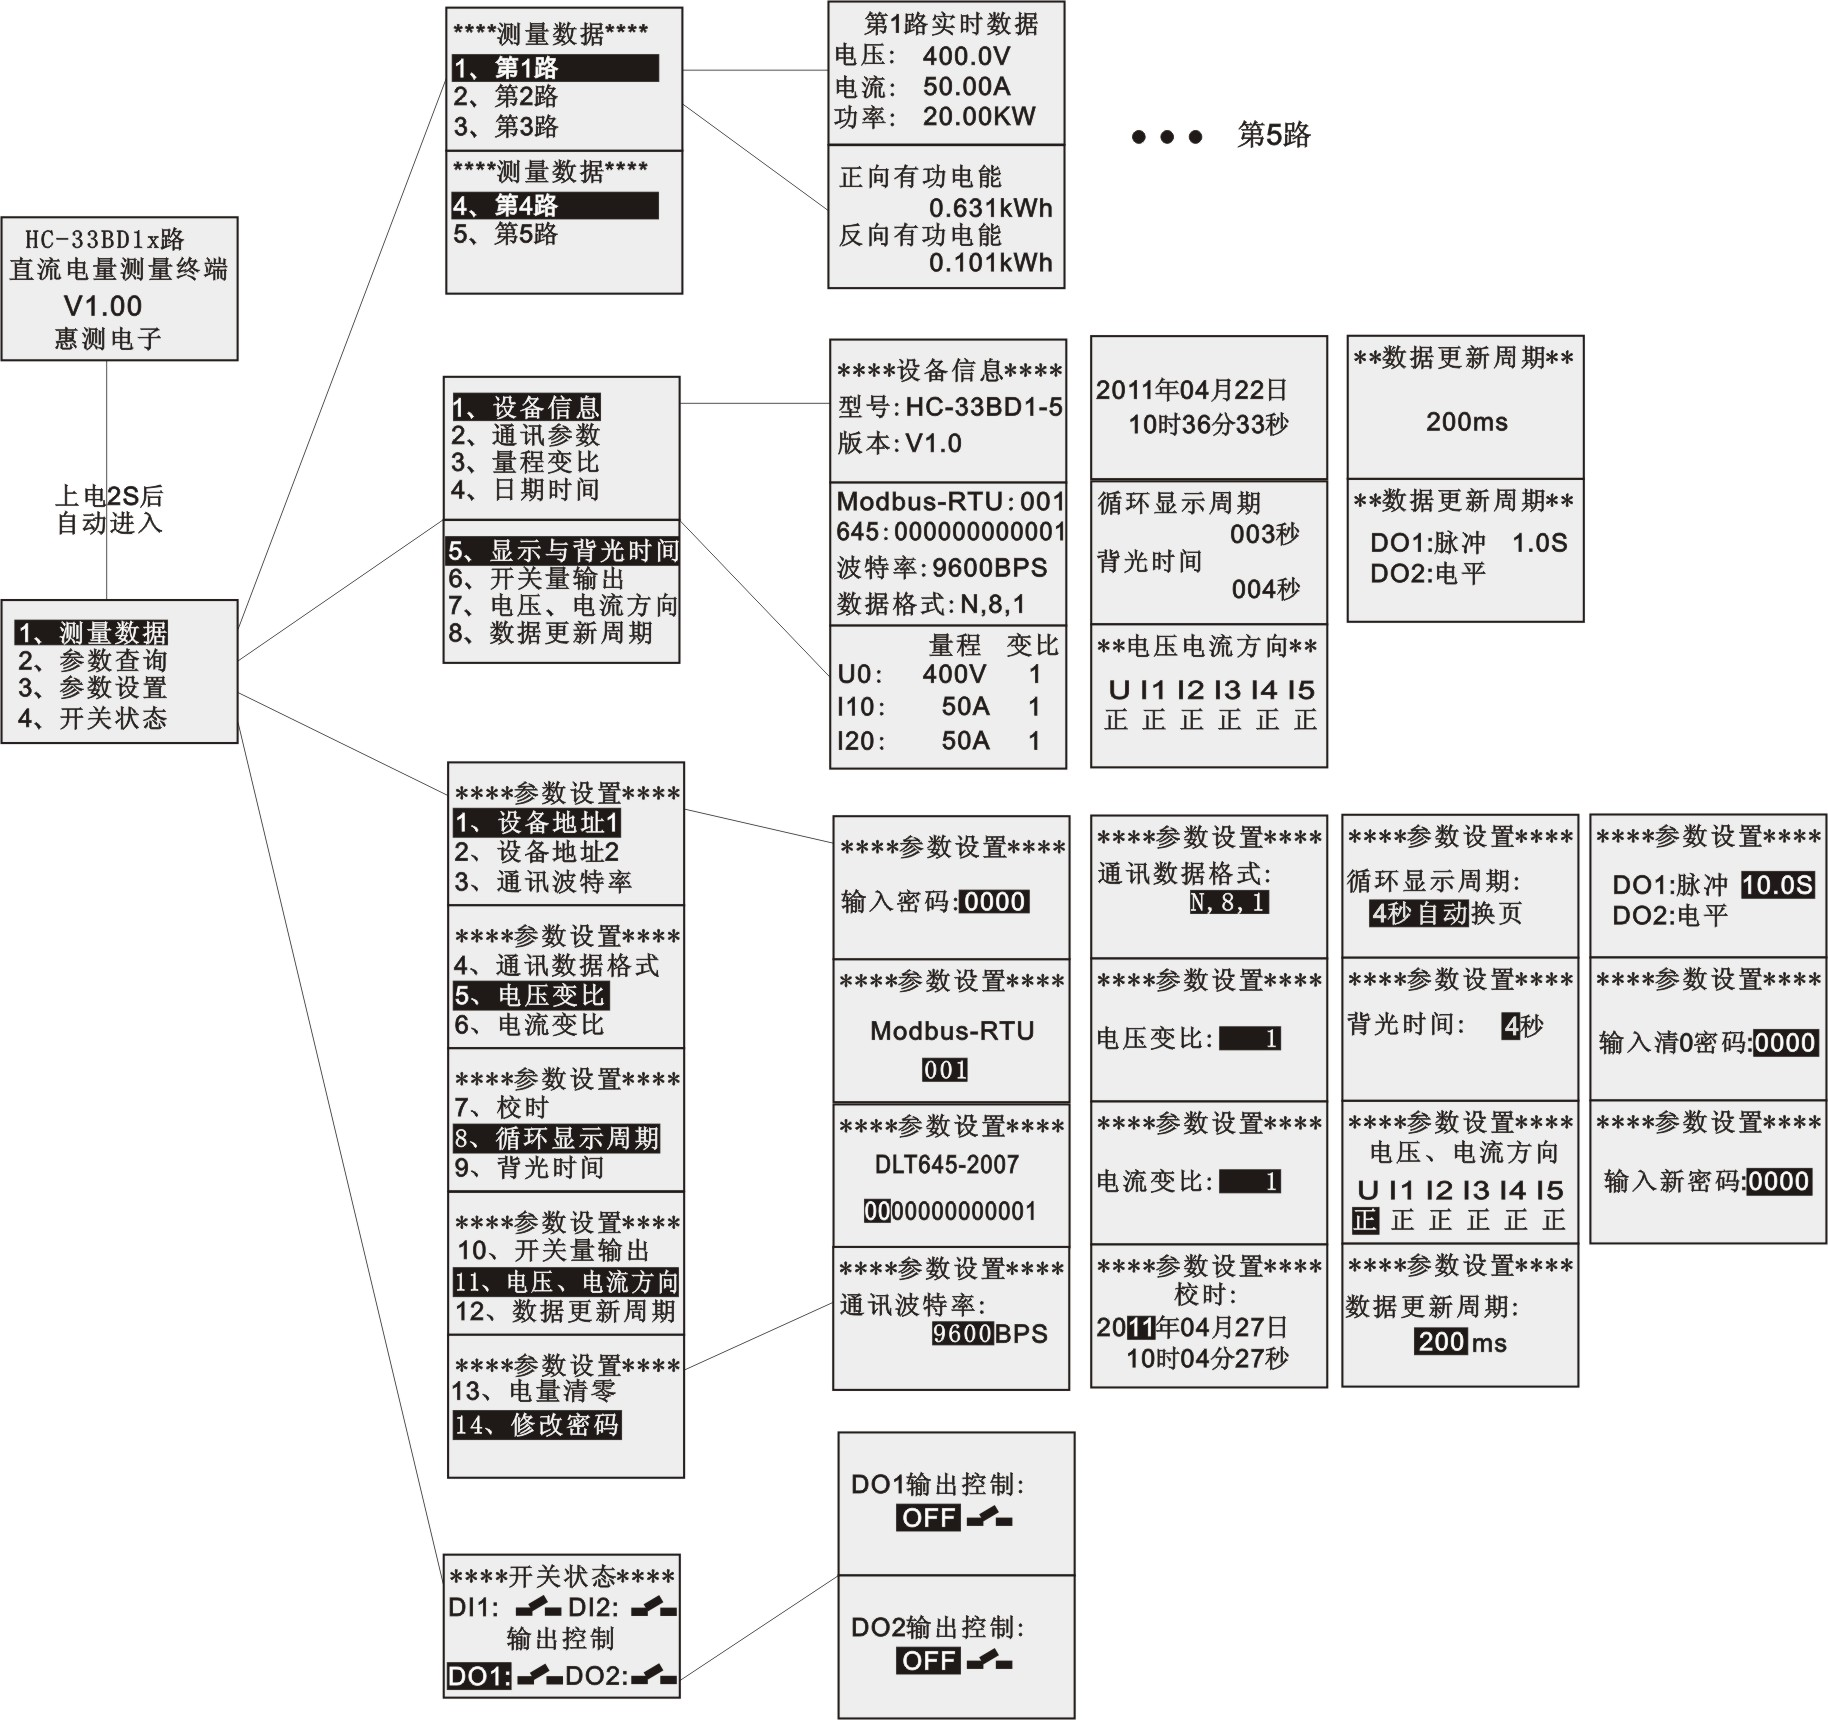 HC-33BD1x路
直流电量测量终端
V1.00
惠测电子
上电2S后
自动进入
1、测量数据
2、参数查询
3、参数设置
4、开关状态
****测量数据****
1、第1路
2、第2路
3、第3路
****测量数据****
4、第4路
5、第5路
第1路实时数据
电压: 400.0V
电流: 50.00A
功率: 20.00KW
正向有功电能
0.631kWh
反向有功电能
0.101kWh
••• 第5路
1、设备信息
2、通讯参数
3、量程变比
4、日期时间
5、显示与背光时间
6、开关量输出
7、电压、电流方向
8、数据更新周期
****设备信息****
型号:HC-33BD1-5
版本:V1.0
Modbus-RTU:001
645:000000000001
波特率:9600BPS
数据格式:N,8,1
量程 变比
U0: 400V 1
I10: 50A 1
I20: 50A 1
2011年04月22日
10时36分33秒
循环显示周期
003秒
背光时间
004秒
**电压电流方向**
U I1 I2 I3 I4 I5
正 正 正 正 正 正
**数据更新周期**
200ms
**数据更新周期**
DO1:脉冲 1.0S
DO2:电平
****参数设置****
1、设备地址1
2、设备地址2
3、通讯波特率
****参数设置****
4、通讯数据格式
5、电压变比
6、电流变比
****参数设置****
7、校时
8、循环显示周期
9、背光时间
****参数设置****
10、开关量输出
11、电压、电流方向
12、数据更新周期
****参数设置****
13、电量清零
14、修改密码
****参数设置****
输入密码:0000
****参数设置****
Modbus-RTU
001
****参数设置****
DLT645-2007
000000000001
****参数设置****
通讯波特率:
9600BPS
****参数设置****
通讯数据格式:
N,8,1
****参数设置****
电压变比: 1
****参数设置****
电流变比: 1
****参数设置****
校时:
2011年04月27日
10时04分27秒
****参数设置****
循环显示周期:
4秒自动换页
****参数设置****
背光时间: 4秒
****参数设置****
电压、电流方向
U I1 I2 I3 I4 I5
正 正 正 正 正 正
****参数设置****
数据更新周期:
200 ms
****参数设置****
DO1:脉冲 10.0S
DO2:电平
****参数设置****
输入清0密码:0000
****参数设置****
输入新密码:0000
****开关状态****
DI1: DI2:
输出控制
DO1: DO2:
DO1输出控制:
OFF
DO2输出控制:
OFF